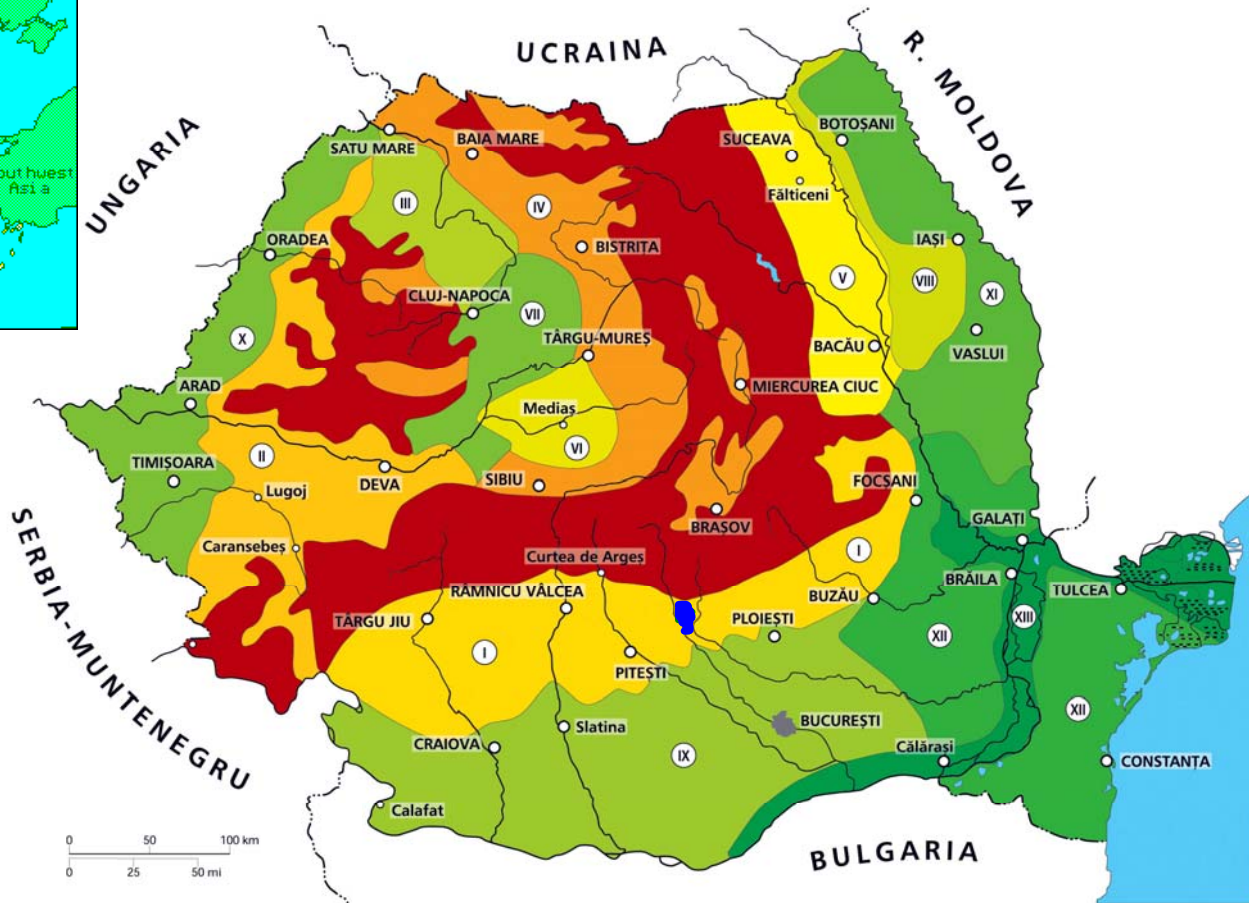 UCRAINA
R. MOLDOVA
UNGARIA
Asia
SATU MARE
BAIA MARE
SUCEAVA
BOTOȘANI
Fălticeni
III
IV
ORADEA
BISTRIȚA
IAȘI
V
VIII
XI
CLUJ-NAPOCA
VII
X
TÂRGU-MUREȘ
BACĂU
VASLUI
ARAD
MIERCUREA CIUC
Mediaș
VI
II
TIMIȘOARA
DEVA
SIBIU
FOCȘANI
Lugoj
BRAȘOV
GALAȚI
SERBIA-MUNTENEGRU
Caransebeș
Curtea de Argeș
I
BRĂILA
TULCEA
RÂMNICU VÂLCEA
BUZĂU
TÂRGU JIU
PLOIEȘTI
XII
XIII
I
PITEȘTI
XII
BUCUREȘTI
Slatina
CRAIOVA
IX
Călărași
CONSTANȚA
Calafat
0 50 100 km
0 25 50 mi
BULGARIA